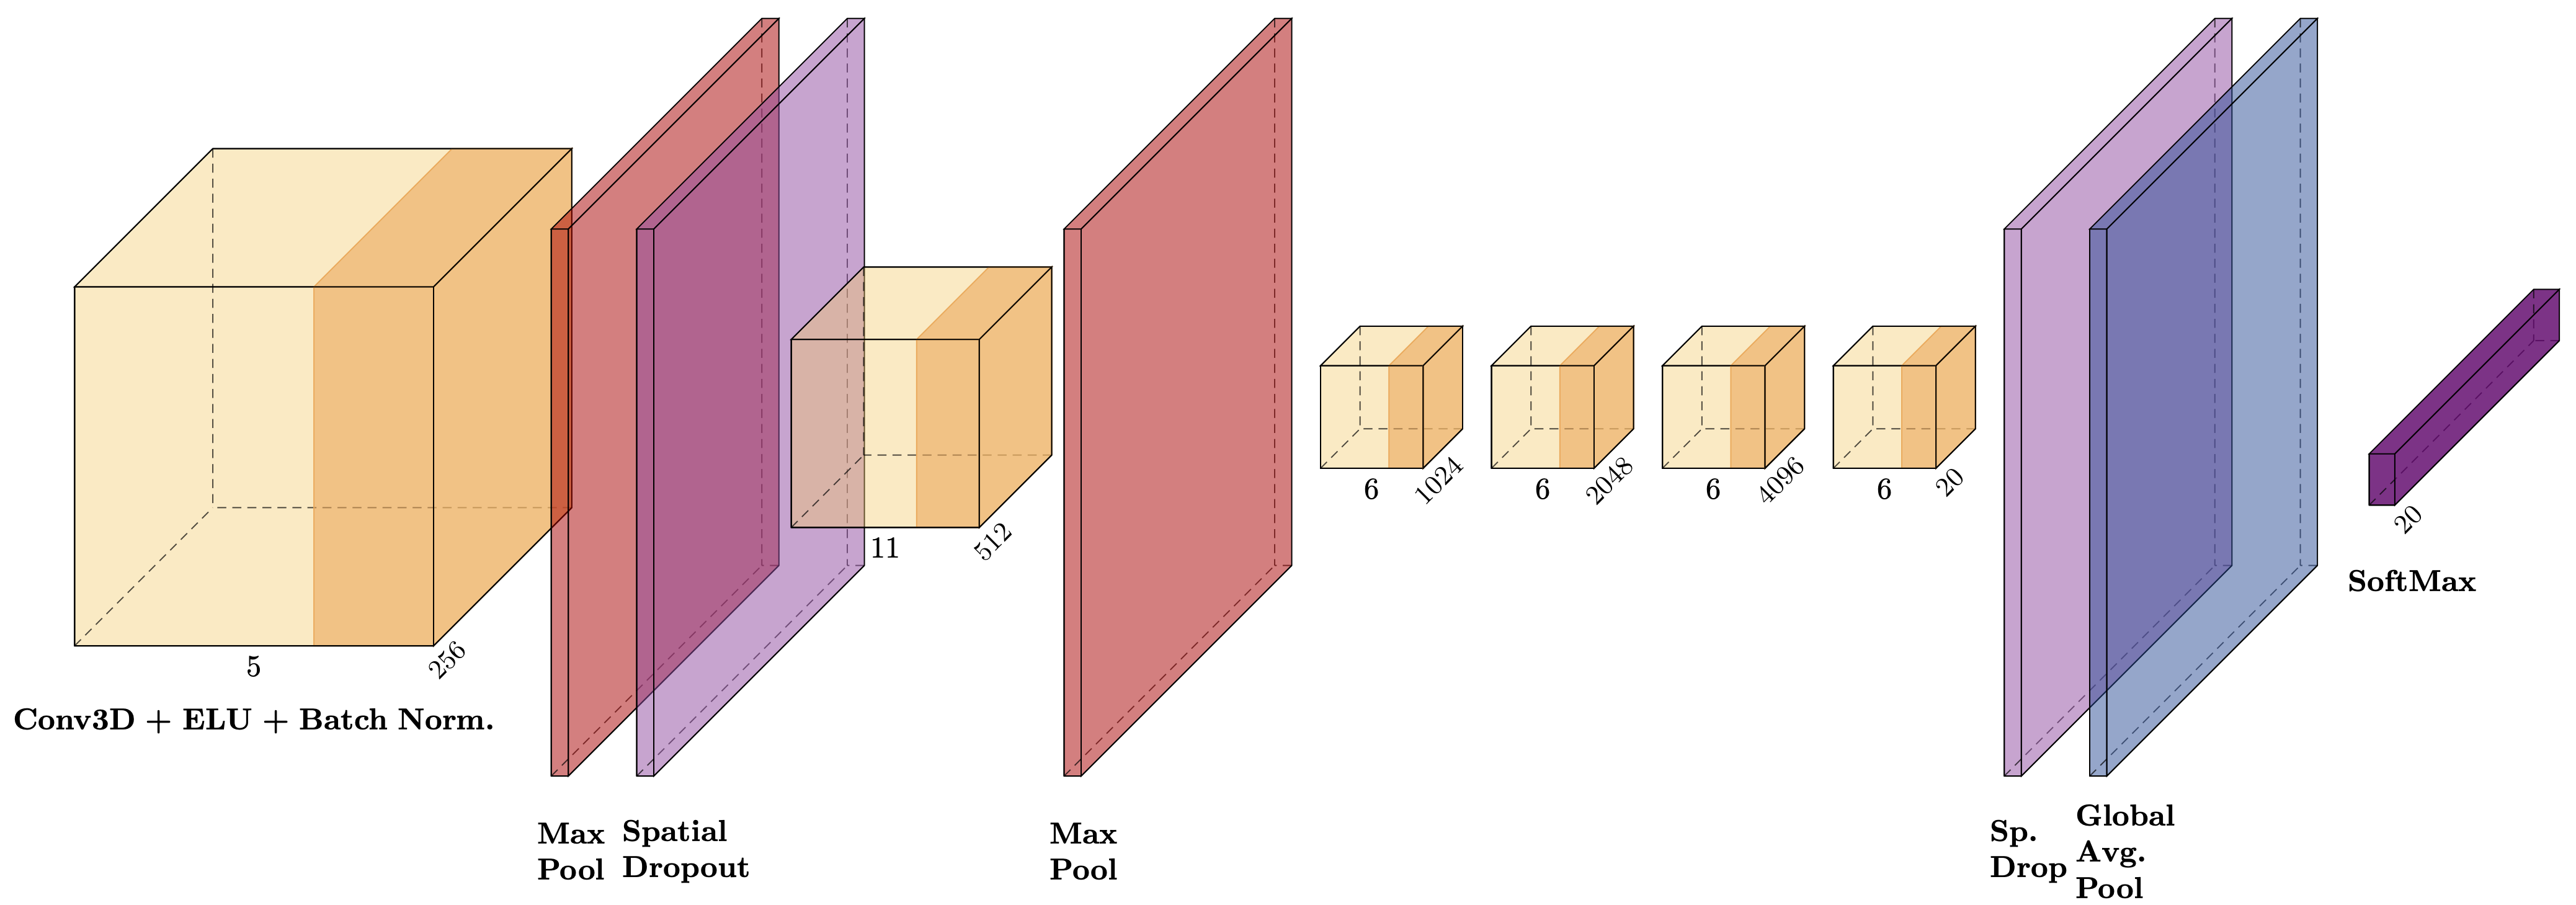 5
256
Conv3D + ELU + Batch Norm.
Max
Pool
Spatial
Dropout
11
512
Max
Pool
6
1024
6
2048
6
4096
6
20
Sp.
Drop
Global
Avg.
Pool
20
SoftMax